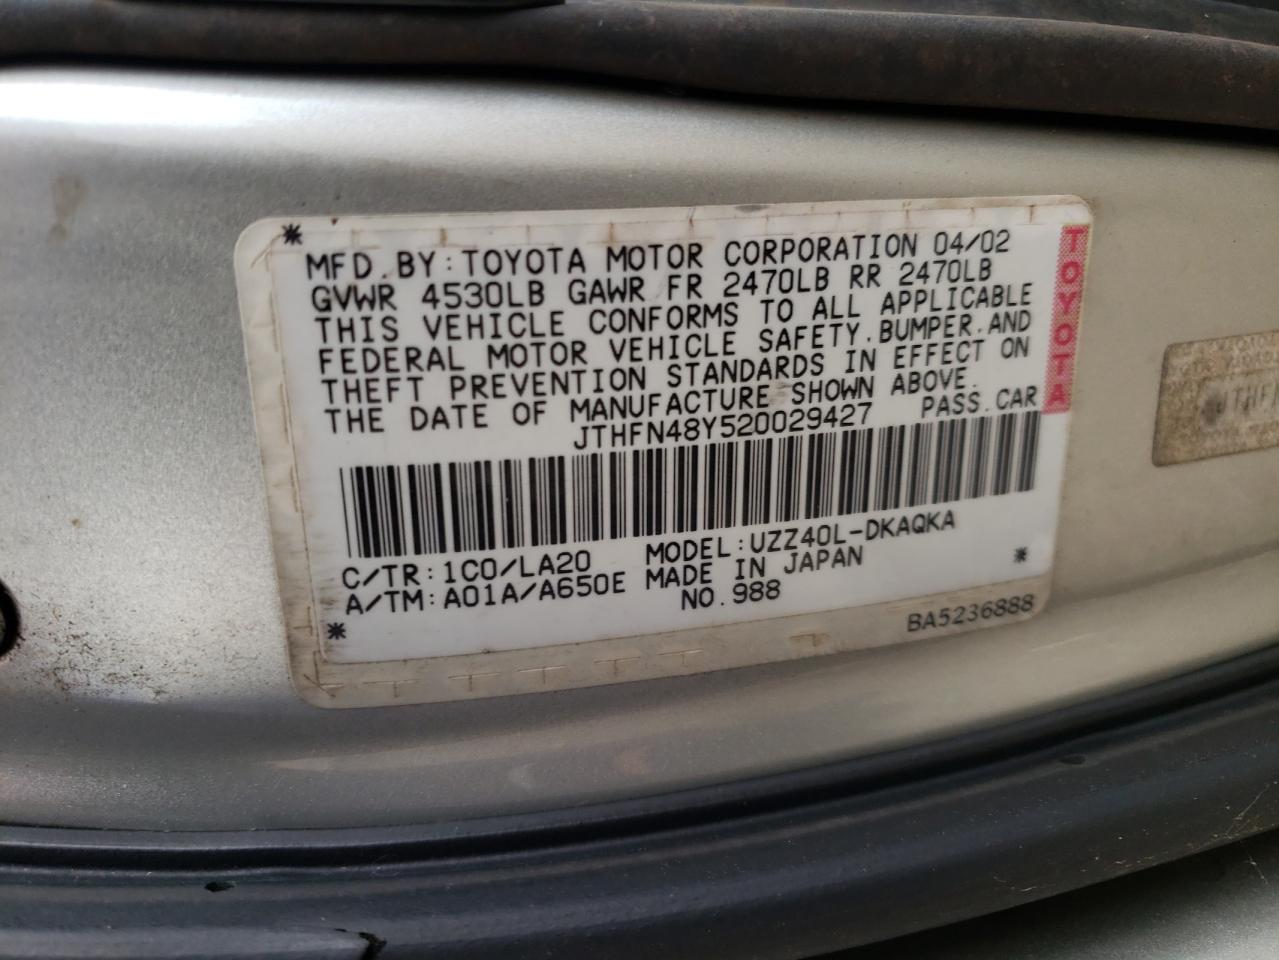 MFD. BY: TOYOTA MOTOR CORPORATION 04/02
GVWR 4530LB GAWR FR 2470LB RR 2470LB
THIS VEHICLE CONFORMS TO ALL APPLICABLE
FEDERAL MOTOR VEHICLE SAFETY, BUMPER, AND
THEFT PREVENTION STANDARDS IN EFFECT ON
THE DATE OF MANUFACTURE SHOWN ABOVE.
JTHFN48Y520029427 PASS. CAR
C/TR: 1C0/LA20 MODEL: UZZ40L-DKAQKA
A/TM: A01A/A650E MADE IN JAPAN
NO. 988
BA5236888
TOYOTA
JTHF